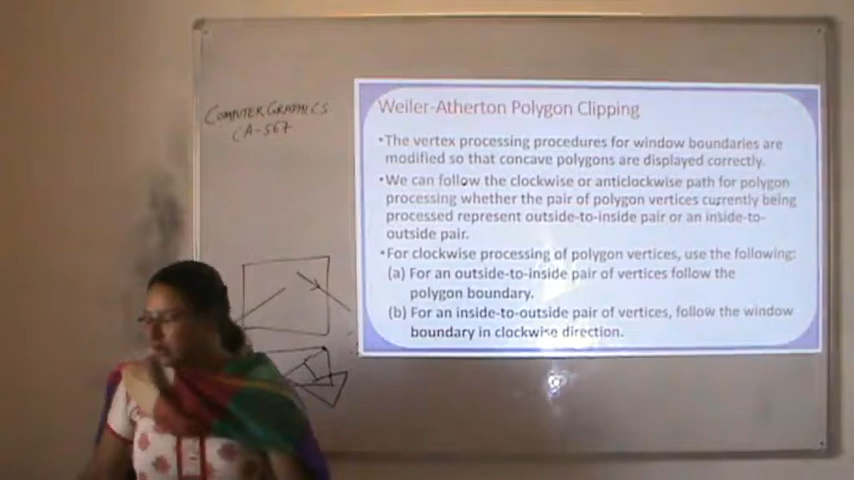 COMPUTER GRAPHICS
CA-567
Weiler-Atherton Polygon Clipping
•The vertex processing procedures for window boundaries are
modified so that concave polygons are displayed correctly.
•We can follow the clockwise or anticlockwise path for polygon
processing whether the pair of polygon vertices currently being
processed represent outside-to-inside pair or an inside-to-
outside pair.
•For clockwise processing of polygon vertices, use the following:
(a) For an outside-to-inside pair of vertices follow the
polygon boundary.
(b) For an inside-to-outside pair of vertices, follow the window
boundary in clockwise direction.